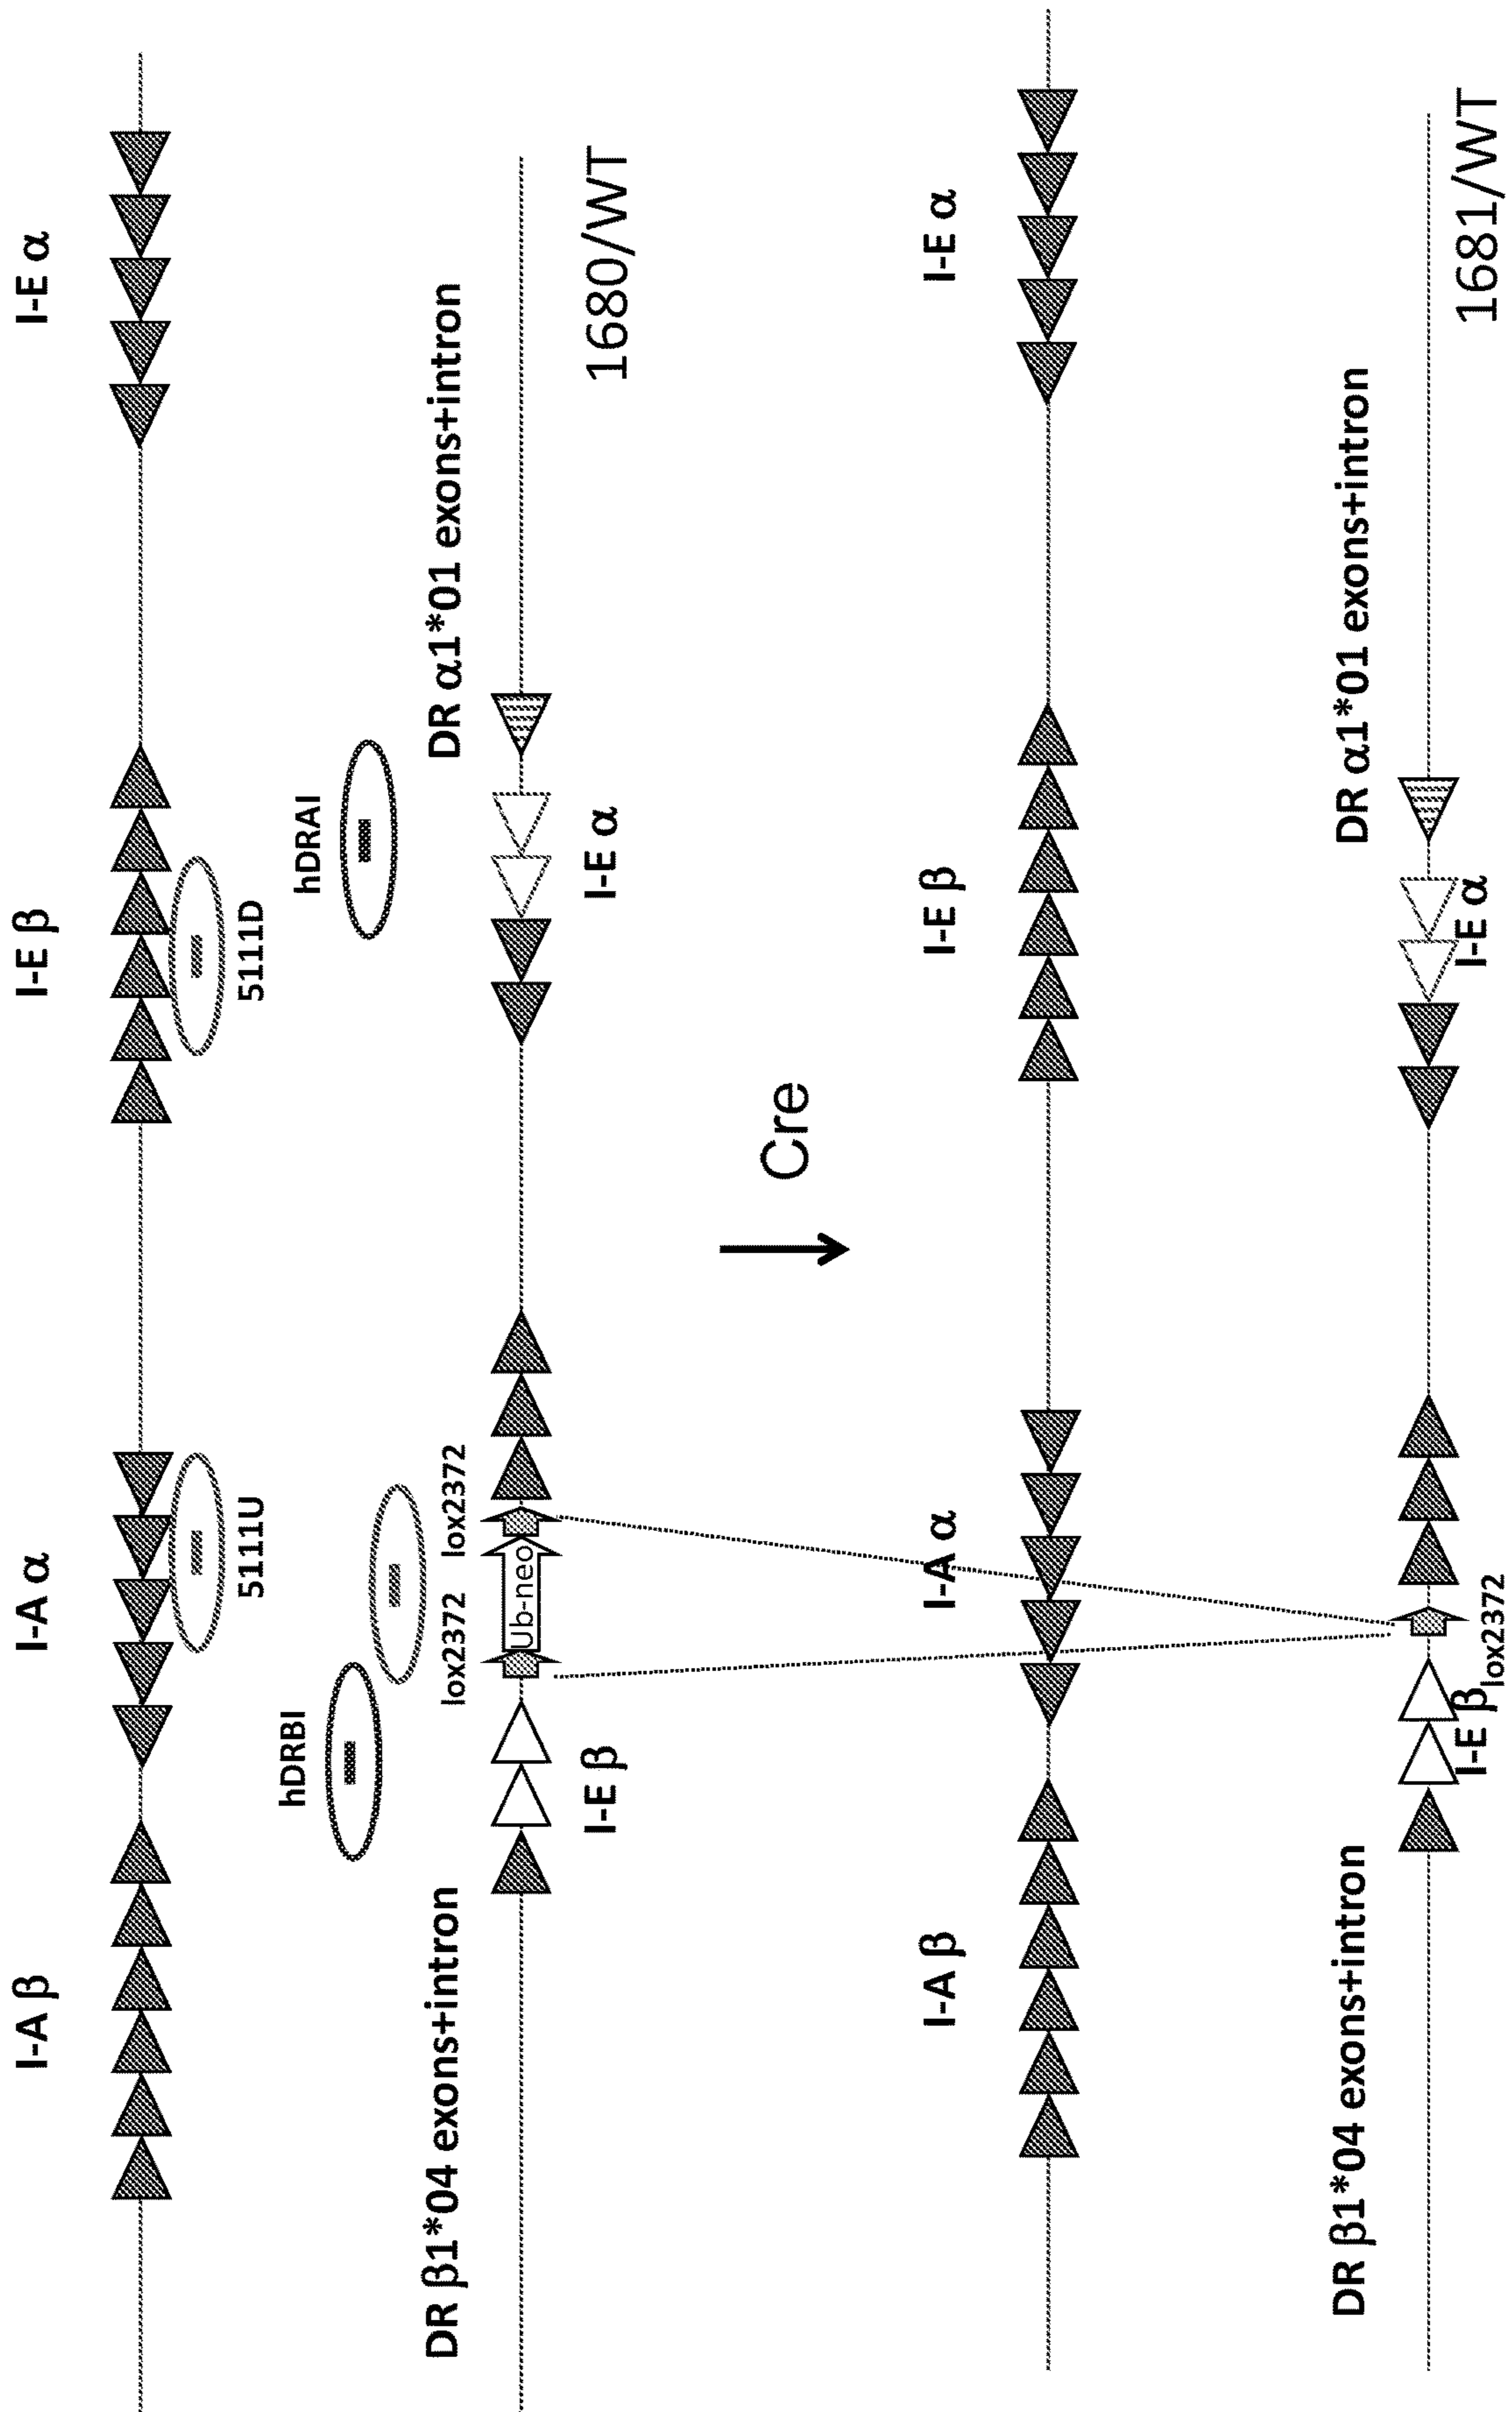 I-A β
I-A α
I-E β
I-E α
5111U
5111D
hDRBI
hDRAI
DR β1*04 exons+intron
lox2372
lox2372
DR α1*01 exons+intron
Ub-neo
I-E β
I-E α
1680/WT
Cre
I-A β
I-A α
I-E β
I-E α
DR β1*04 exons+intron
DR α1*01 exons+intron
I-E β
lox2372
I-E α
1681/WT